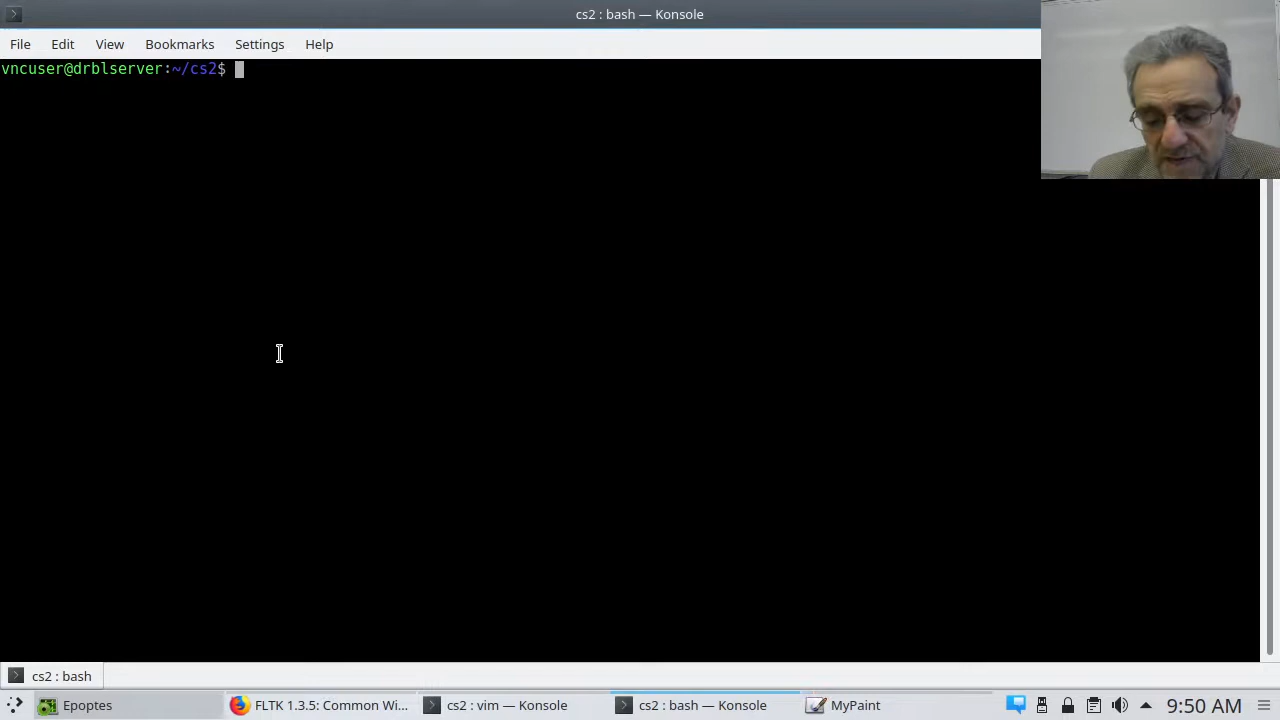 cs2 : bash — Konsole
File Edit View Bookmarks Settings Help
vncuser@drblserver:~/cs2$
cs2 : bash
Epoptes FLTK 1.3.5: Common Wi... cs2 : vim — Konsole cs2 : bash — Konsole MyPaint 9:50 AM